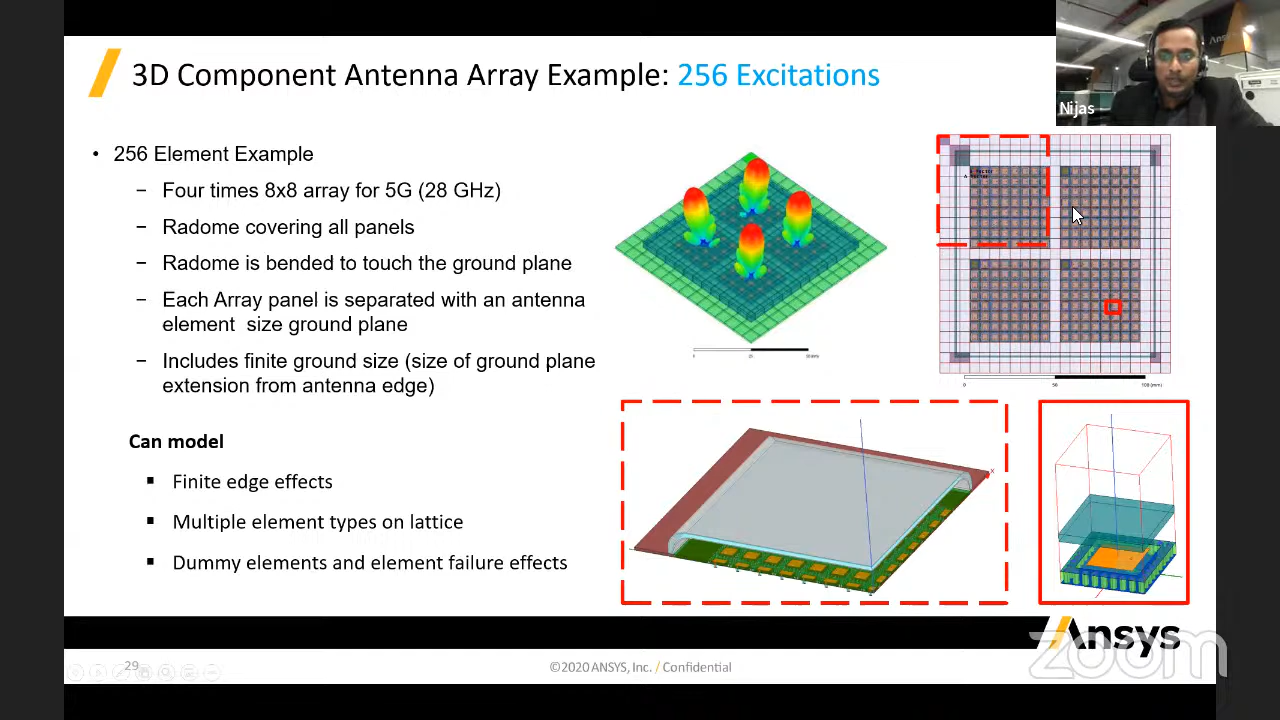 3D Component Antenna Array Example: 256 Excitations
Nijas
• 256 Element Example
− Four times 8x8 array for 5G (28 GHz)
− Radome covering all panels
− Radome is bended to touch the ground plane
− Each Array panel is separated with an antenna
element size ground plane
− Includes finite ground size (size of ground plane
extension from antenna edge)
Can model
▪ Finite edge effects
▪ Multiple element types on lattice
▪ Dummy elements and element failure effects
0
0
X
Ansys
zoom
29
©2020 ANSYS, Inc. / Confidential